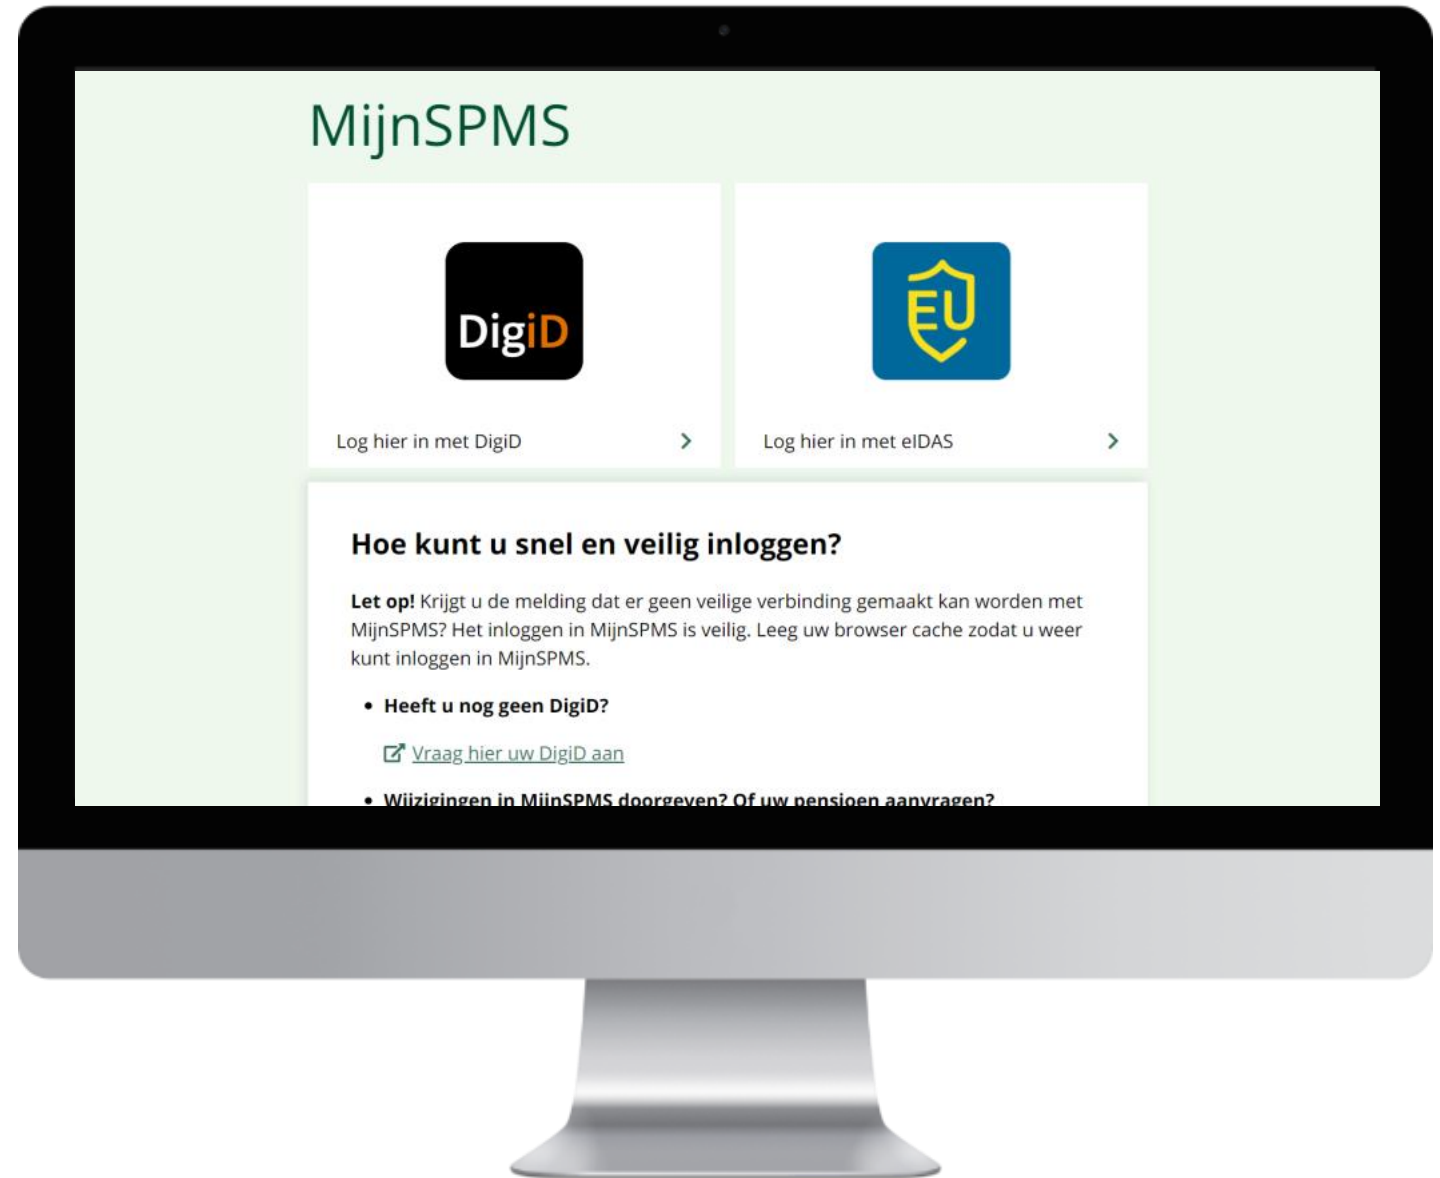 MijnSPMS
DigiD
EU
Log hier in met DigiD
Log hier in met eIDAS
Hoe kunt u snel en veilig inloggen?
Let op! Krijgt u de melding dat er geen veilige verbinding gemaakt kan worden met
MijnSPMS? Het inloggen in MijnSPMS is veilig. Leeg uw browser cache zodat u weer
kunt inloggen in MijnSPMS.
• Heeft u nog geen DigiD?
Vraag hier uw DigiD aan
• Wijzigingen in MijnSPMS doorgeven? Of uw pensioen aanvragen?